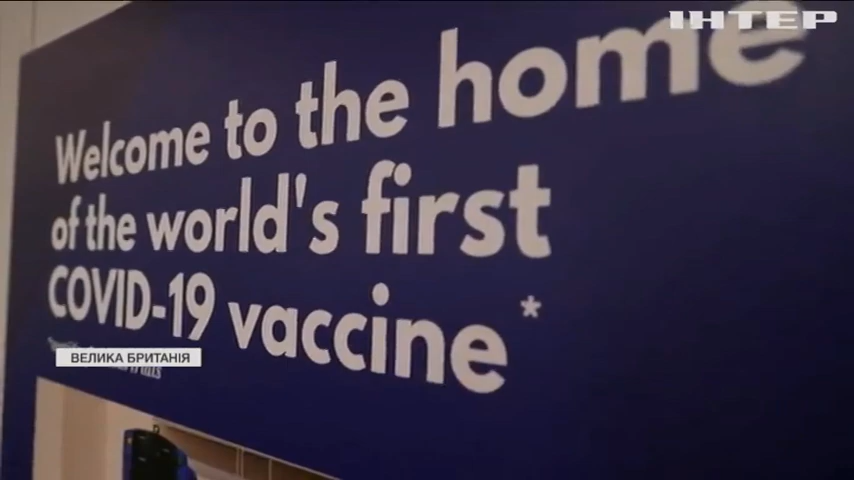 ІНТЕР
Welcome to the home
of the world's first
COVID-19 vaccine*
ВЕЛИКА БРИТАНІЯ